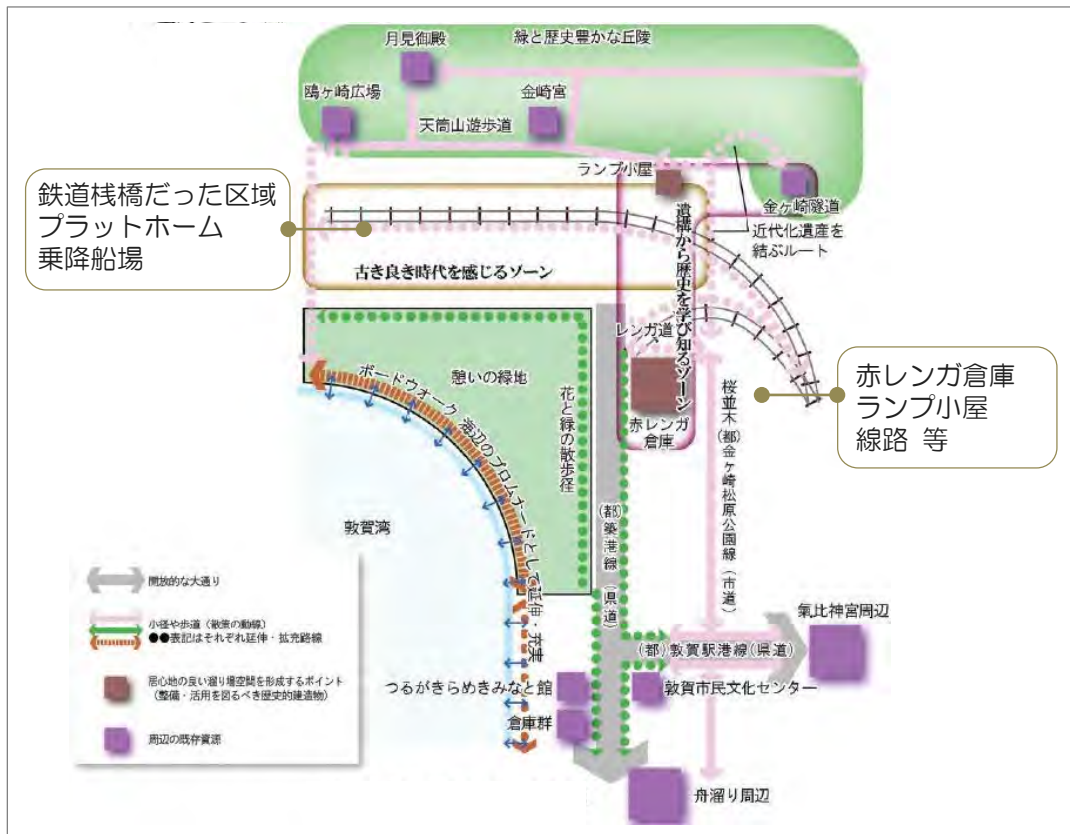 月見御殿
緑と歴史豊かな丘陵
鴎ヶ崎広場
金崎宮
天筒山遊歩道
ランプ小屋
金ヶ崎隧道
近代化遺産を
結ぶルート
鉄道桟橋だった区域
プラットホーム
乗降船場
古き良き時代を感じるゾーン
遺構から歴史を学び知るゾーン
レンガ道
赤レンガ
倉庫
赤レンガ倉庫
ランプ小屋
線路 等
憩いの緑地
ボードウォーク 海辺のプロムナードとして延伸・充実
花と緑の散歩径
(都)築港線(県道)
桜並木(都)金ヶ崎松原公園線(市道)
敦賀湾
開放的な大通り
小径や歩道(散策の動線)
●●表記はそれぞれ延伸・拡充路線
居心地の良い溜り場空間を形成するポイント
(整備・活用を図るべき歴史的建造物)
周辺の既存資源
氣比神宮周辺
(都)敦賀駅港線(県道)
つるがきらめきみなと館
敦賀市民文化センター
倉庫群
舟溜り周辺